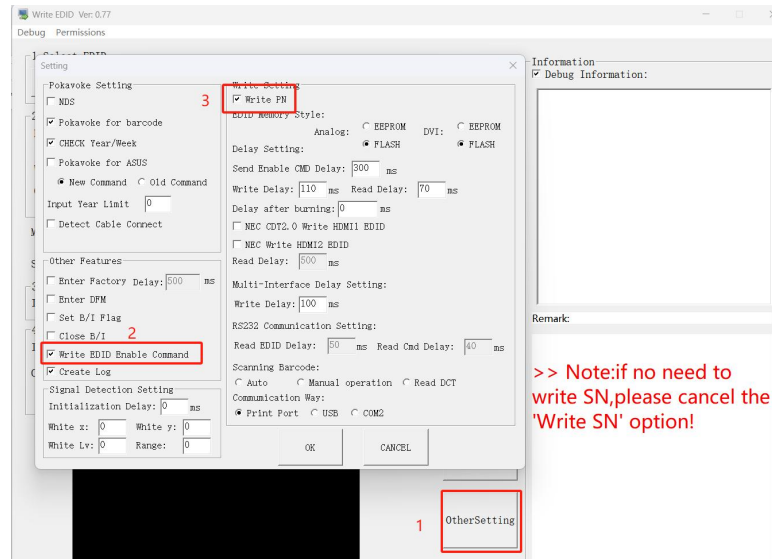 Write EDID Ver: 0.77
Debug Permissions
Setting
Pokavoke Setting
NDS
Pokavoke for barcode
CHECK Year/Week
Pokavoke for ASUS
New Command Old Command
Input Year Limit 0
Detect Cable Connect
Other Features
Enter Factory Delay: 500 ms
Enter DFM
Set B/I Flag
Close B/I
2
Write EDID Enable Command
Create Log
Signal Detection Setting
Initialization Delay: 0 ms
White x: 0 White y: 0
White Lv: 0 Range: 0
Write Setting
3
Write PN
EDID Memory Style:
Analog: EEPROM DVI: EEPROM
FLASH FLASH
Delay Setting:
Send Enable CMD Delay: 300 ms
Write Delay: 110 ms Read Delay: 70 ms
Delay after burning: 0 ms
NEC CDT2.0 Write HDMI1 EDID
NEC Write HDMI2 EDID
Read Delay: 500 ms
Multi-Interface Delay Setting:
Write Delay: 100 ms
RS232 Communication Setting:
Read EDID Delay: 50 ms Read Cmd Delay: 40 ms
Scanning Barcode:
Auto Manual operation Read DCT
Communication Way:
Print Port USB COM2
OK CANCEL
Information
Debug Information:
Remark:
>> Note:if no need to
write SN,please cancel the
'Write SN' option!
1
OtherSetting